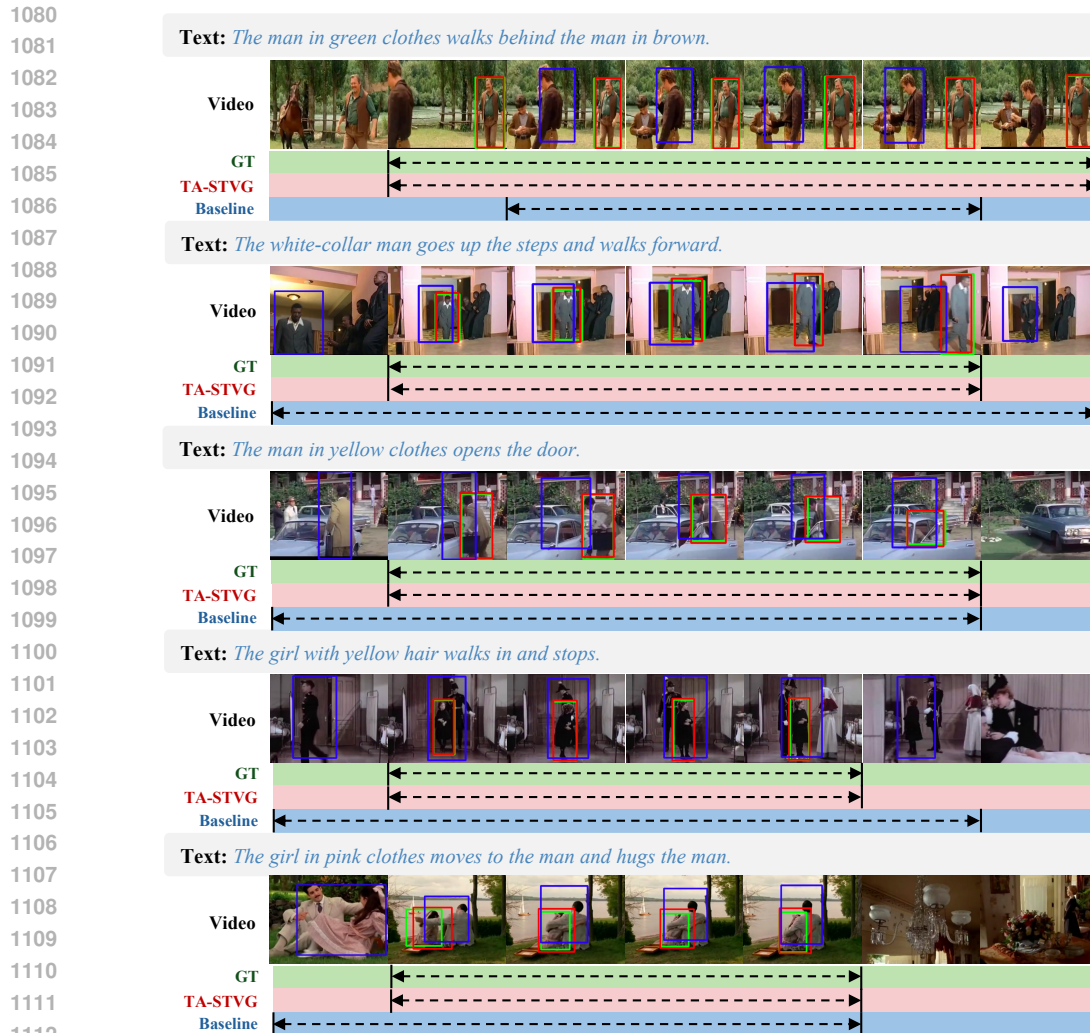 1080
1081
Text: The man in green clothes walks behind the man in brown.
1082
1083
Video
1084
GT
1085
TA-STVG
1086
Baseline
1087
Text: The white-collar man goes up the steps and walks forward.
1088
1089
Video
1090
1091
GT
1092
TA-STVG
Baseline
1093
1094
Text: The man in yellow clothes opens the door.
1095
1096
Video
1097
GT
1098
TA-STVG
1099
Baseline
1100
Text: The girl with yellow hair walks in and stops.
1101
1102
Video
1103
1104
GT
TA-STVG
1105
Baseline
1106
Text: The girl in pink clothes moves to the man and hugs the man.
1107
1108
Video
1109
1110
GT
1111
TA-STVG
Baseline